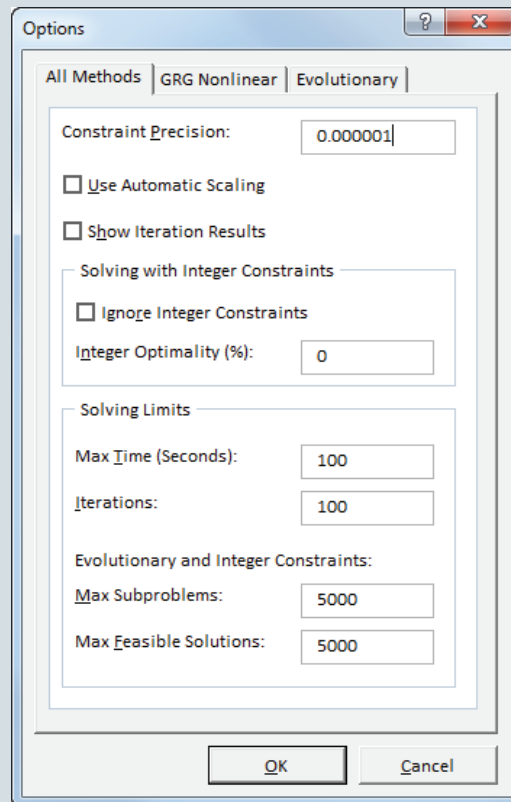 Options
?
X
All Methods
GRG Nonlinear
Evolutionary
Constraint Precision:
0.000001
Use Automatic Scaling
Show Iteration Results
Solving with Integer Constraints
Ignore Integer Constraints
Integer Optimality (%):
0
Solving Limits
Max Time (Seconds):
100
Iterations:
100
Evolutionary and Integer Constraints:
Max Subproblems:
5000
Max Feasible Solutions:
5000
OK
Cancel